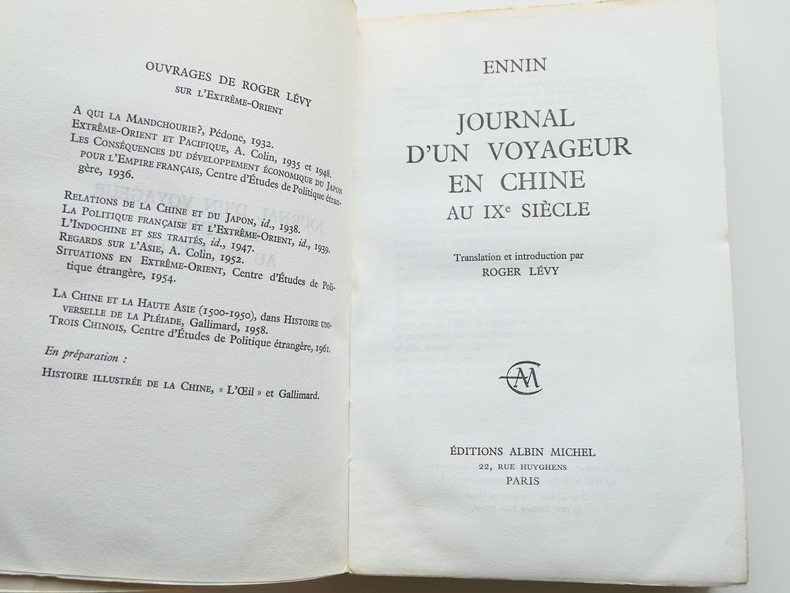 OUVRAGES DE ROGER LÉVY
SUR L'EXTRÊME-ORIENT
A QUI LA MANDCHOURIE?, Pédone, 1932.
EXTRÊME-ORIENT ET PACIFIQUE, A. Colin, 1935 et 1948.
LES CONSÉQUENCES DU DÉVELOPPEMENT ÉCONOMIQUE DU JAPON
POUR L'EMPIRE FRANÇAIS, Centre d'Études de Politique étran-
gère, 1936.
RELATIONS DE LA CHINE ET DU JAPON, id., 1938.
LA POLITIQUE FRANÇAISE ET L'EXTRÊME-ORIENT, id., 1939.
L'INDOCHINE ET SES TRAITÉS, id., 1947.
REGARDS SUR L'ASIE, A. Colin, 1952.
SITUATIONS EN EXTRÊME-ORIENT, Centre d'Études de Poli-
tique étrangère, 1954.
LA CHINE ET LA HAUTE ASIE (1500-1950), dans HISTOIRE UNI-
VERSELLE DE LA PLÉIADE, Gallimard, 1958.
TROIS CHINOIS, Centre d'Études de Politique étrangère, 1961.
En préparation :
HISTOIRE ILLUSTRÉE DE LA CHINE, « L'Œil » et Gallimard.
ENNIN
JOURNAL
D'UN VOYAGEUR
EN CHINE
AU IXe SIÈCLE
Translation et introduction par
ROGER LÉVY
AM
ÉDITIONS ALBIN MICHEL
22, RUE HUYGHENS
PARIS